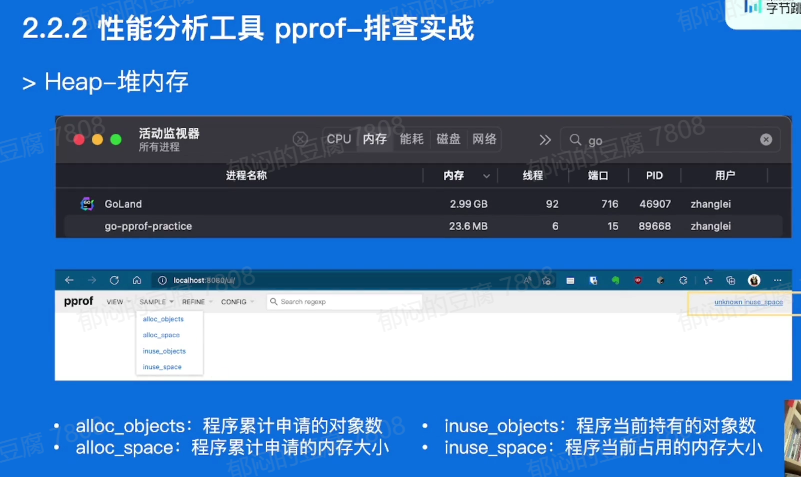 字节跳
2.2.2 性能分析工具 pprof-排查实战
> Heap-堆内存
活动监视器
所有进程
CPU 内存 能耗 磁盘 网络
go
进程名称 内存 线程 端口 PID 用户
GoLand 2.99 GB 92 716 46907 zhanglei
go-pprof-practice 23.6 MB 6 15 89668 zhanglei
localhost:8080/ui/
pprof VIEW SAMPLE REFINE CONFIG Search regexp unknown inuse_space
alloc_objects
alloc_space
inuse_objects
inuse_space
• alloc_objects：程序累计申请的对象数
• alloc_space：程序累计申请的内存大小
• inuse_objects：程序当前持有的对象数
• inuse_space：程序当前占用的内存大小
郁闷的豆腐 7808